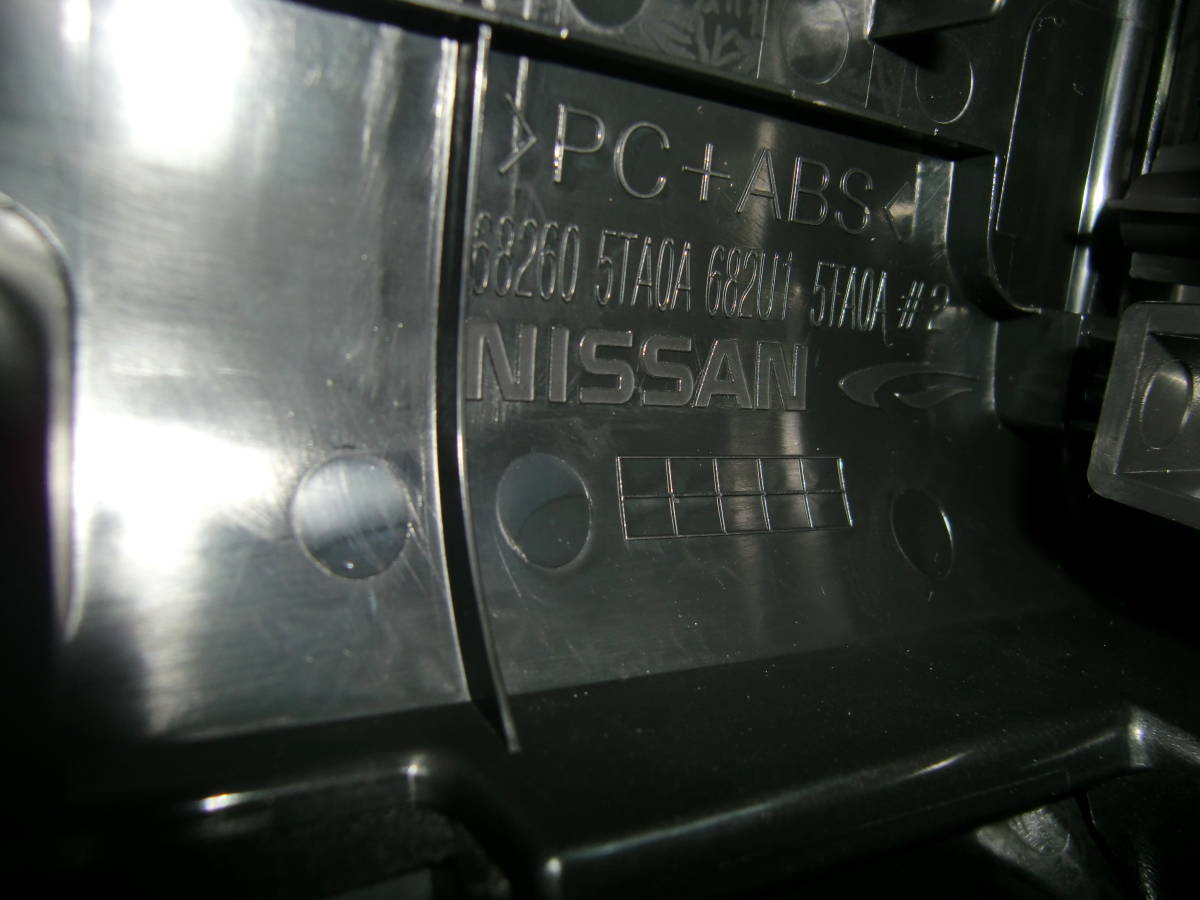 >PC+ABS<
68260 5TA0A 682U1 5TA0A #2
NISSAN